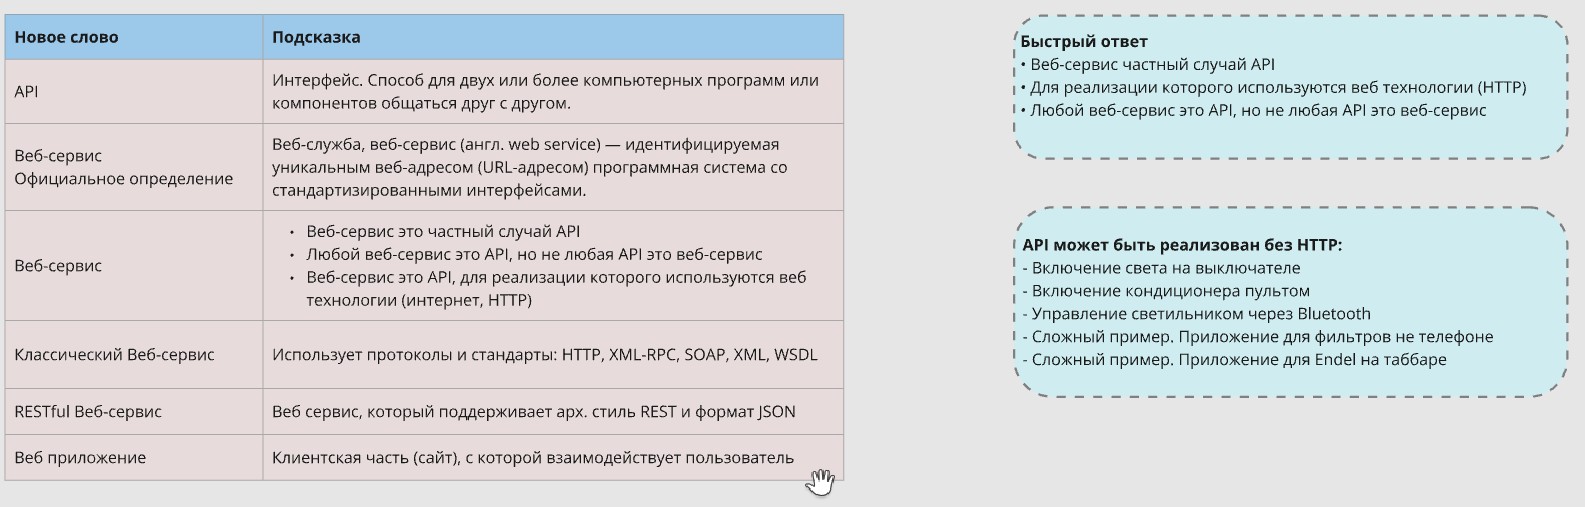 Новое слово
Подсказка
API
Интерфейс. Способ для двух или более компьютерных программ или
компонентов общаться друг с другом.
Веб-сервис
Официальное определение
Веб-служба, веб-сервис (англ. web service) — идентифицируемая
уникальным веб-адресом (URL-адресом) программная система со
стандартизированными интерфейсами.
Веб-сервис
• Веб-сервис это частный случай API
• Любой веб-сервис это API, но не любая API это веб-сервис
• Веб-сервис это API, для реализации которого используются веб
технологии (интернет, HTTP)
Классический Веб-сервис
Использует протоколы и стандарты: HTTP, XML-RPC, SOAP, XML, WSDL
RESTful Веб-сервис
Веб сервис, который поддерживает арх. стиль REST и формат JSON
Веб приложение
Клиентская часть (сайт), с которой взаимодействует пользователь
Быстрый ответ
• Веб-сервис частный случай API
• Для реализации которого используются веб технологии (HTTP)
• Любой веб-сервис это API, но не любая API это веб-сервис
API может быть реализован без HTTP:
- Включение света на выключателе
- Включение кондиционера пультом
- Управление светильником через Bluetooth
- Сложный пример. Приложение для фильтров не телефоне
- Сложный пример. Приложение для Endel на таббаре